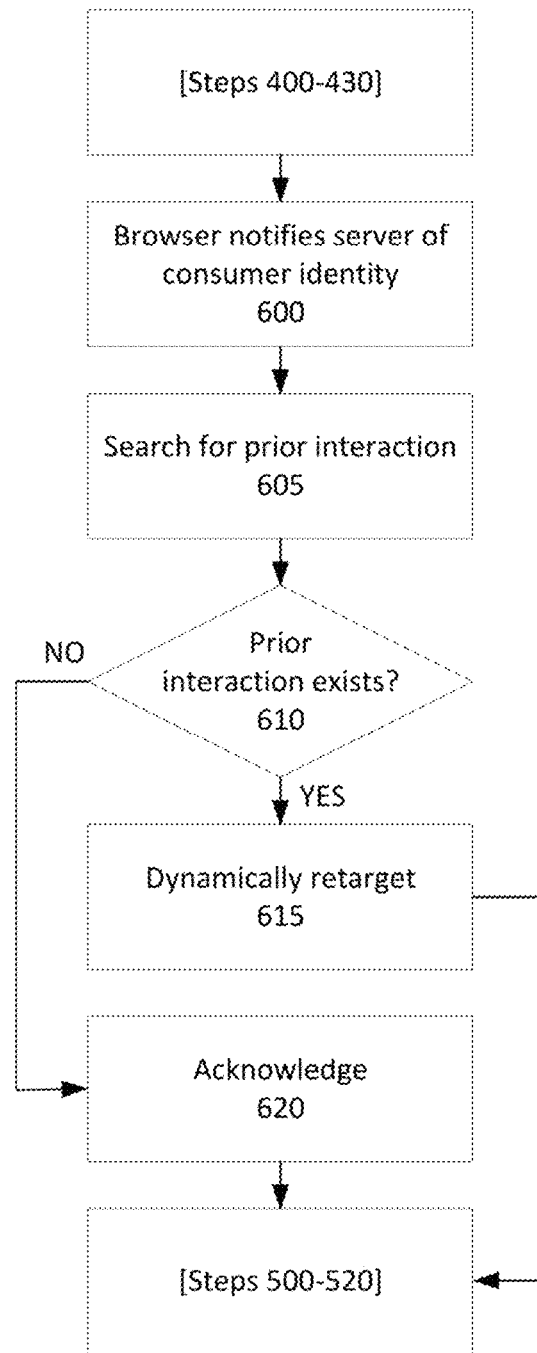 [Steps 400-430]
Browser notifies server of
consumer identity
600
Search for prior interaction
605
NO
Prior
interaction exists?
610
YES
Dynamically retarget
615
Acknowledge
620
[Steps 500-520]